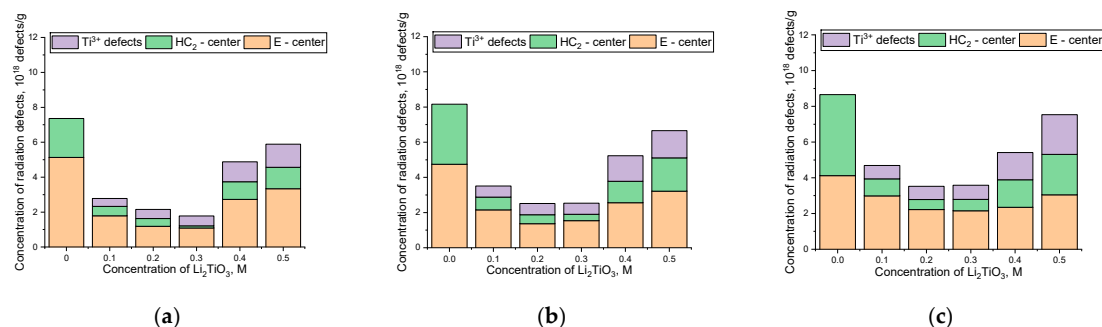 Ti³⁺ defects HC₂ - center E - center
Concentration of radiation defects, 10¹⁸ defects/g
12
10
8
6
4
2
0
0 0.1 0.2 0.3 0.4 0.5
Concentration of Li₂TiO₃, M
(a)
Ti³⁺ defects HC₂ - center E - center
Concentration of radiation defects, 10¹⁸ defects/g
12
10
8
6
4
2
0
0.0 0.1 0.2 0.3 0.4 0.5
Concentration of Li₂TiO₃, M
(b)
Ti³⁺ defects HC₂ - center E - center
Concentration of radiation defects, 10¹⁸ defects/g
12
10
8
6
4
2
0
0.0 0.1 0.2 0.3 0.4 0.5
Concentration of Li₂TiO₃, M
(c)